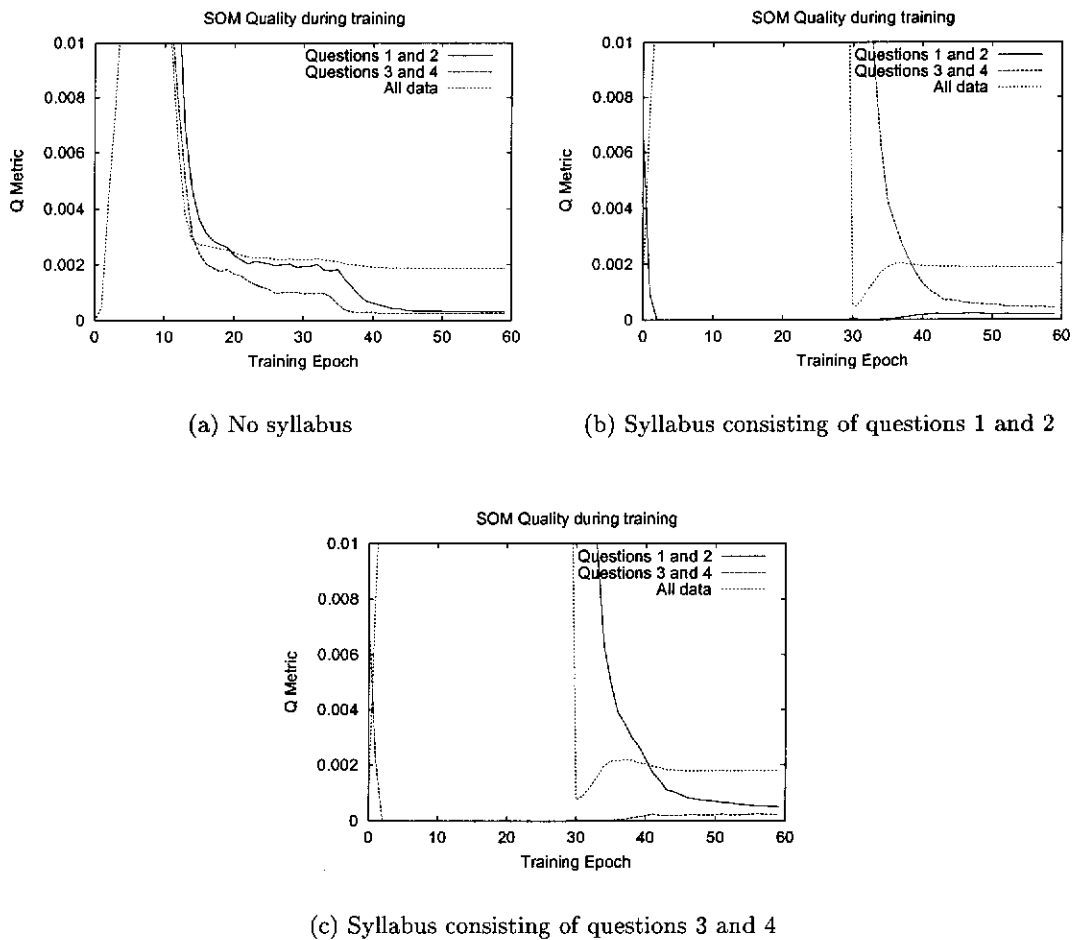 SOM Quality during training
0.01
0.008
0.006
0.004
0.002
0
Q Metric
Questions 1 and 2
Questions 3 and 4
All data
0 10 20 30 40 50 60
Training Epoch
(a) No syllabus
SOM Quality during training
0.01
0.008
0.006
0.004
0.002
0
Q Metric
Questions 1 and 2
Questions 3 and 4
All data
0 10 20 30 40 50 60
Training Epoch
(b) Syllabus consisting of questions 1 and 2
SOM Quality during training
0.01
0.008
0.006
0.004
0.002
0
Q Metric
Questions 1 and 2
Questions 3 and 4
All data
0 10 20 30 40 50 60
Training Epoch
(c) Syllabus consisting of questions 3 and 4